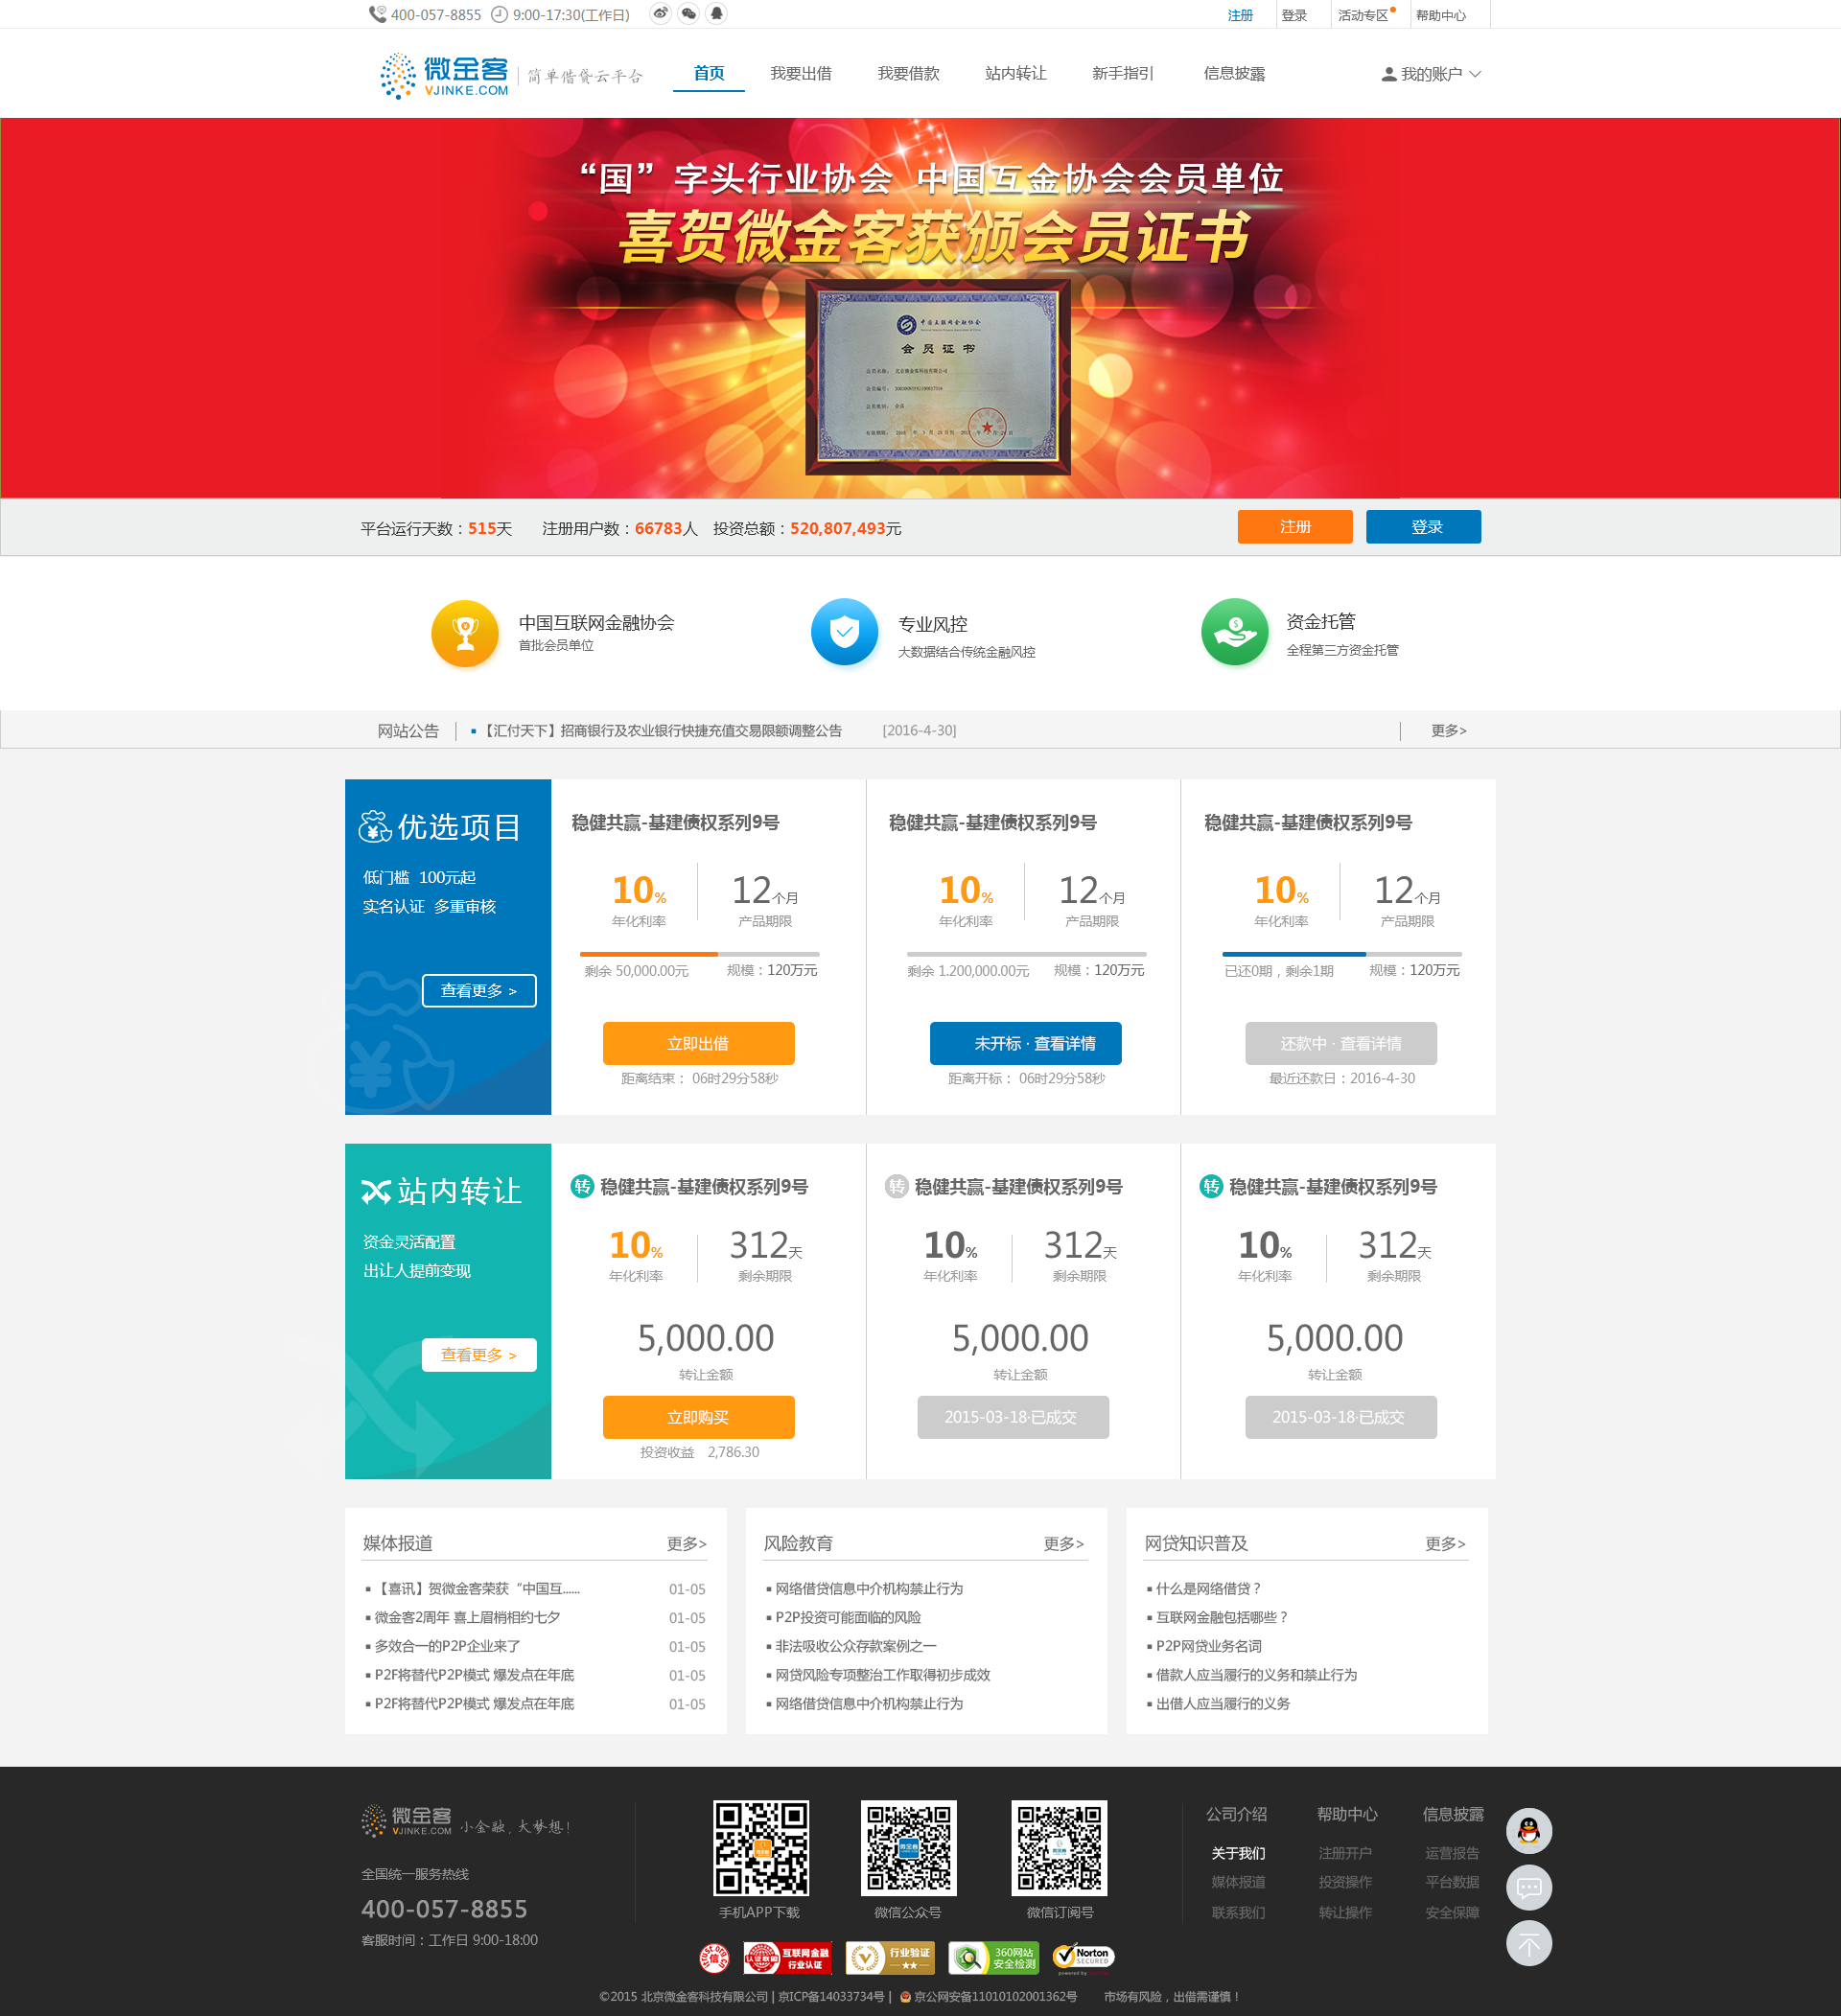 400-057-8855 9:00-17:30(工作日) 注册 登录 活动专区 帮助中心
微金客 VJINKE.COM 简单借贷云平台 首页 我要出借 我要借款 站内转让 新手指引 信息披露 我的账户
“国”字头行业协会 中国互金协会会员单位
喜贺微金客获颁会员证书
中国互联网金融协会
会员证书
平台运行天数：515天 注册用户数：66783人 投资总额：520,807,493元 注册 登录
中国互联网金融协会 专业风控 资金托管
首批会员单位 大数据结合传统金融风控 全程第三方资金托管
网站公告 ▪【汇付天下】招商银行及农业银行快捷充值交易限额调整公告 [2016-4-30] 更多>
优选项目
低门槛 100元起
实名认证 多重审核
查看更多 >
稳健共赢-基建债权系列9号
10% 12个月
年化利率 产品期限
剩余 50,000.00元 规模：120万元
立即出借
距离结束： 06时29分58秒
稳健共赢-基建债权系列9号
10% 12个月
年化利率 产品期限
剩余 1.200,000.00元 规模：120万元
未开标 · 查看详情
距离开标： 06时29分58秒
稳健共赢-基建债权系列9号
10% 12个月
年化利率 产品期限
已还0期，剩余1期 规模：120万元
还款中 · 查看详情
最近还款日：2016-4-30
站内转让
资金灵活配置
出让人提前变现
查看更多 >
转 稳健共赢-基建债权系列9号
10% 312天
年化利率 剩余期限
5,000.00
转让金额
立即购买
投资收益 2,786.30
转 稳健共赢-基建债权系列9号
10% 312天
年化利率 剩余期限
5,000.00
转让金额
2015-03-18·已成交
转 稳健共赢-基建债权系列9号
10% 312天
年化利率 剩余期限
5,000.00
转让金额
2015-03-18·已成交
媒体报道 更多>
▪【喜讯】贺微金客荣获“中国互...... 01-05
▪ 微金客2周年 喜上眉梢相约七夕 01-05
▪ 多效合一的P2P企业来了 01-05
▪ P2F将替代P2P模式 爆发点在年底 01-05
▪ P2F将替代P2P模式 爆发点在年底 01-05
风险教育 更多>
▪ 网络借贷信息中介机构禁止行为
▪ P2P投资可能面临的风险
▪ 非法吸收公众存款案例之一
▪ 网贷风险专项整治工作取得初步成效
▪ 网络借贷信息中介机构禁止行为
网贷知识普及 更多>
▪ 什么是网络借贷？
▪ 互联网金融包括哪些？
▪ P2P网贷业务名词
▪ 借款人应当履行的义务和禁止行为
▪ 出借人应当履行的义务
微金客 VJINKE.COM 小金融，大梦想！
全国统一服务热线
400-057-8855
客服时间：工作日 9:00-18:00
手机APP下载 微信公众号 微信订阅号
公司介绍 帮助中心 信息披露
关于我们 注册开户 运营报告
媒体报道 投资操作 平台数据
联系我们 转让操作 安全保障
互联网金融 行业认证 行业验证 360网站 安全检测 Norton SECURED
©2015 北京微金客科技有限公司 | 京ICP备14033734号 | 京公网安备11010102001362号 市场有风险，出借需谨慎！